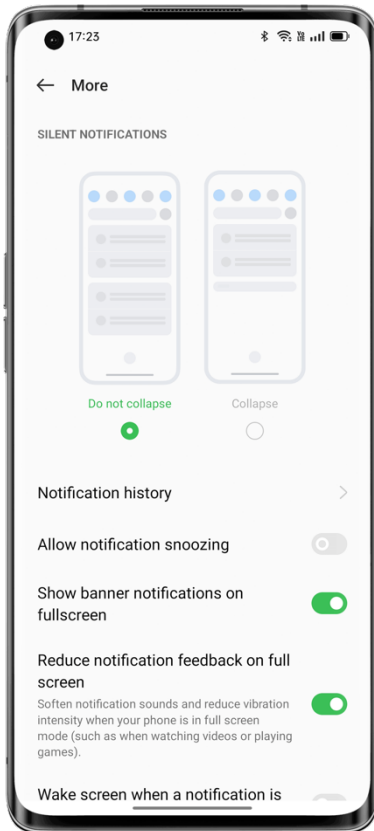 17:23
More
SILENT NOTIFICATIONS
Do not collapse
Collapse
Notification history
Allow notification snoozing
Show banner notifications on
fullscreen
Reduce notification feedback on full
screen
Soften notification sounds and reduce vibration
intensity when your phone is in full screen
mode (such as when watching videos or playing
games).
Wake screen when a notification is